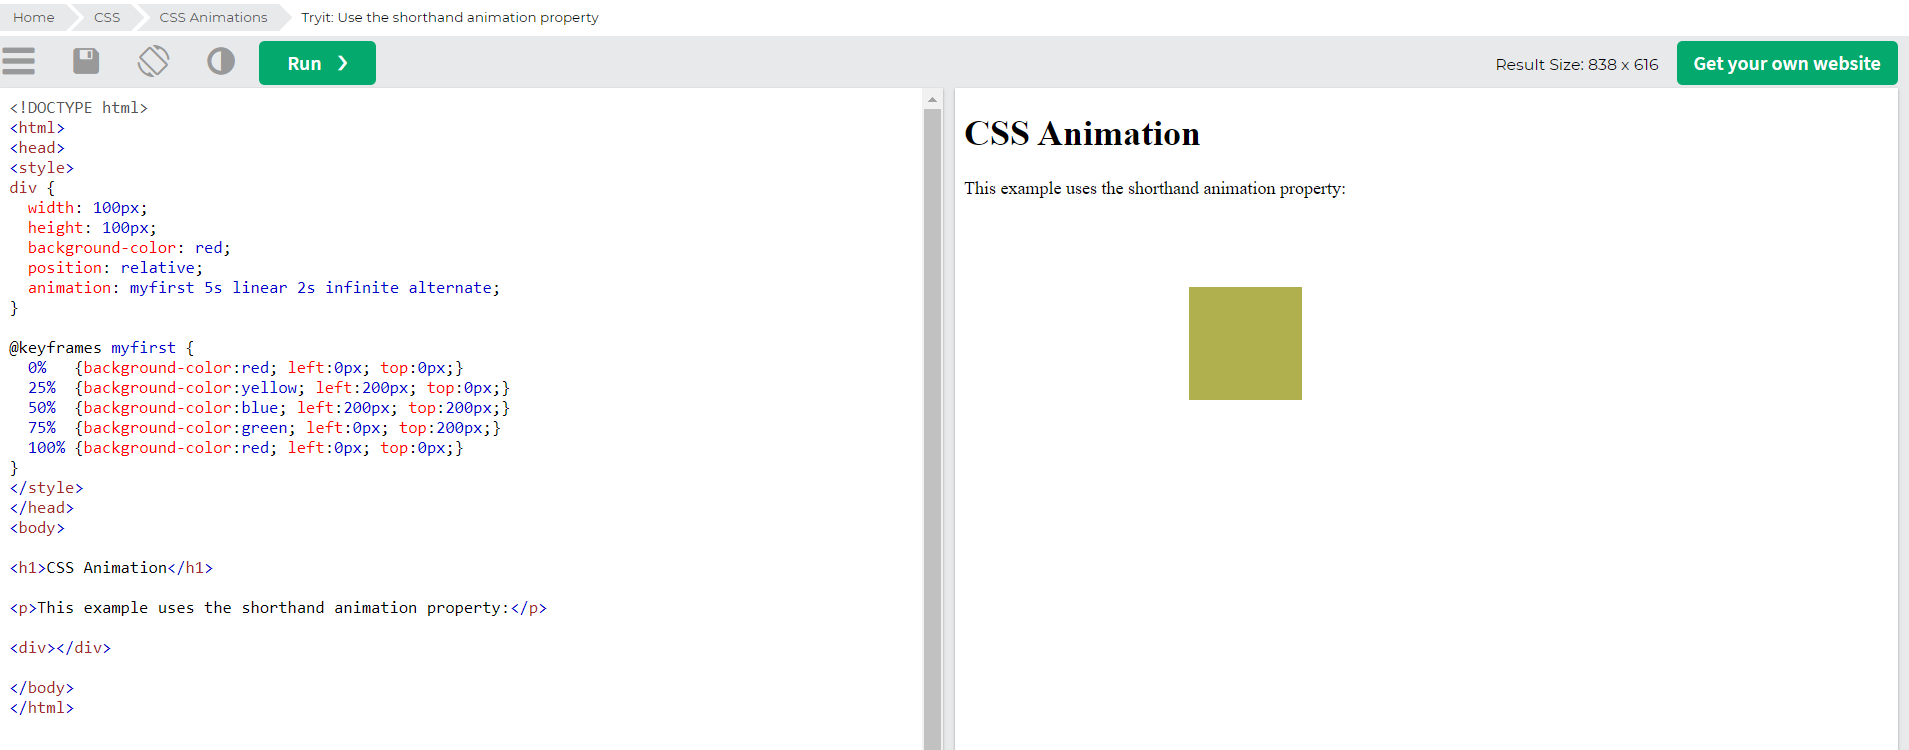 Home CSS CSS Animations Tryit: Use the shorthand animation property
Run ❯ Result Size: 838 x 616 Get your own website
<!DOCTYPE html>
<html>
<head>
<style>
div {
  width: 100px;
  height: 100px;
  background-color: red;
  position: relative;
  animation: myfirst 5s linear 2s infinite alternate;
}
@keyframes myfirst {
  0%   {background-color:red; left:0px; top:0px;}
  25%  {background-color:yellow; left:200px; top:0px;}
  50%  {background-color:blue; left:200px; top:200px;}
  75%  {background-color:green; left:0px; top:200px;}
  100% {background-color:red; left:0px; top:0px;}
}
</style>
</head>
<body>
<h1>CSS Animation</h1>
<p>This example uses the shorthand animation property:</p>
<div></div>
</body>
</html>
CSS Animation
This example uses the shorthand animation property: